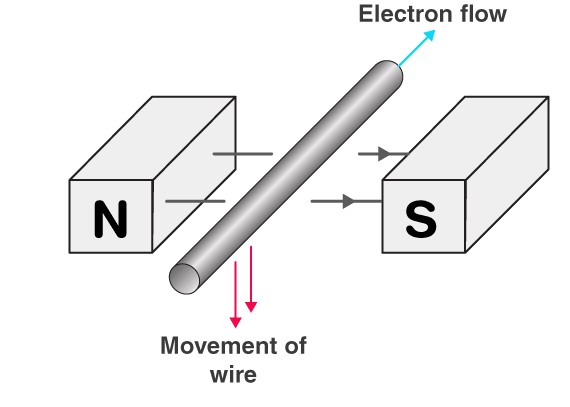 Electron flow
N
S
Movement of
wire